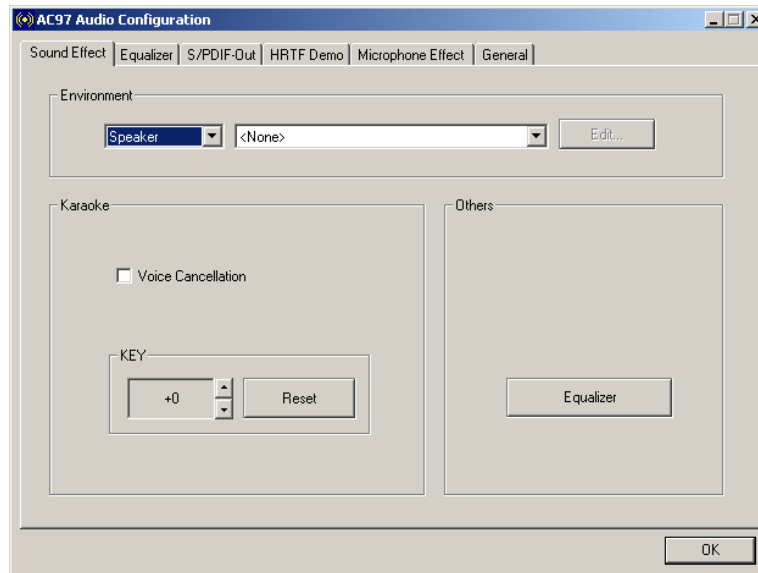 AC97 Audio Configuration
Sound Effect Equalizer S/PDIF-Out HRTF Demo Microphone Effect General
Environment
Speaker <None> Edit...
Karaoke Others
Voice Cancellation
KEY
+0 Reset Equalizer
OK